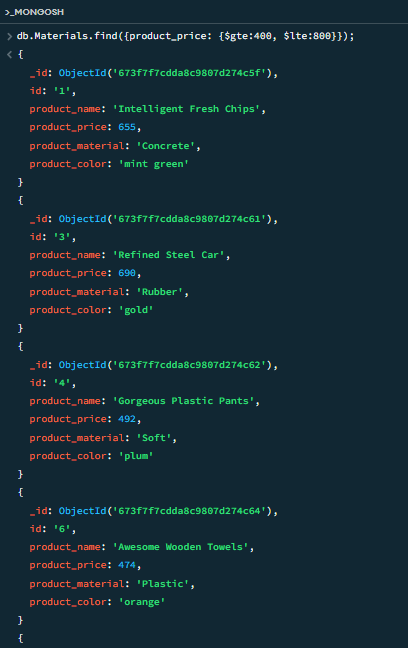 >_MONGOSH
> db.Materials.find({product_price: {$gte:400, $lte:800}});
< {
_id: ObjectId('673f7f7cdda8c9807d274c5f'),
id: '1',
product_name: 'Intelligent Fresh Chips',
product_price: 655,
product_material: 'Concrete',
product_color: 'mint green'
}
{
_id: ObjectId('673f7f7cdda8c9807d274c61'),
id: '3',
product_name: 'Refined Steel Car',
product_price: 690,
product_material: 'Rubber',
product_color: 'gold'
}
{
_id: ObjectId('673f7f7cdda8c9807d274c62'),
id: '4',
product_name: 'Gorgeous Plastic Pants',
product_price: 492,
product_material: 'Soft',
product_color: 'plum'
}
{
_id: ObjectId('673f7f7cdda8c9807d274c64'),
id: '6',
product_name: 'Awesome Wooden Towels',
product_price: 474,
product_material: 'Plastic',
product_color: 'orange'
}
{